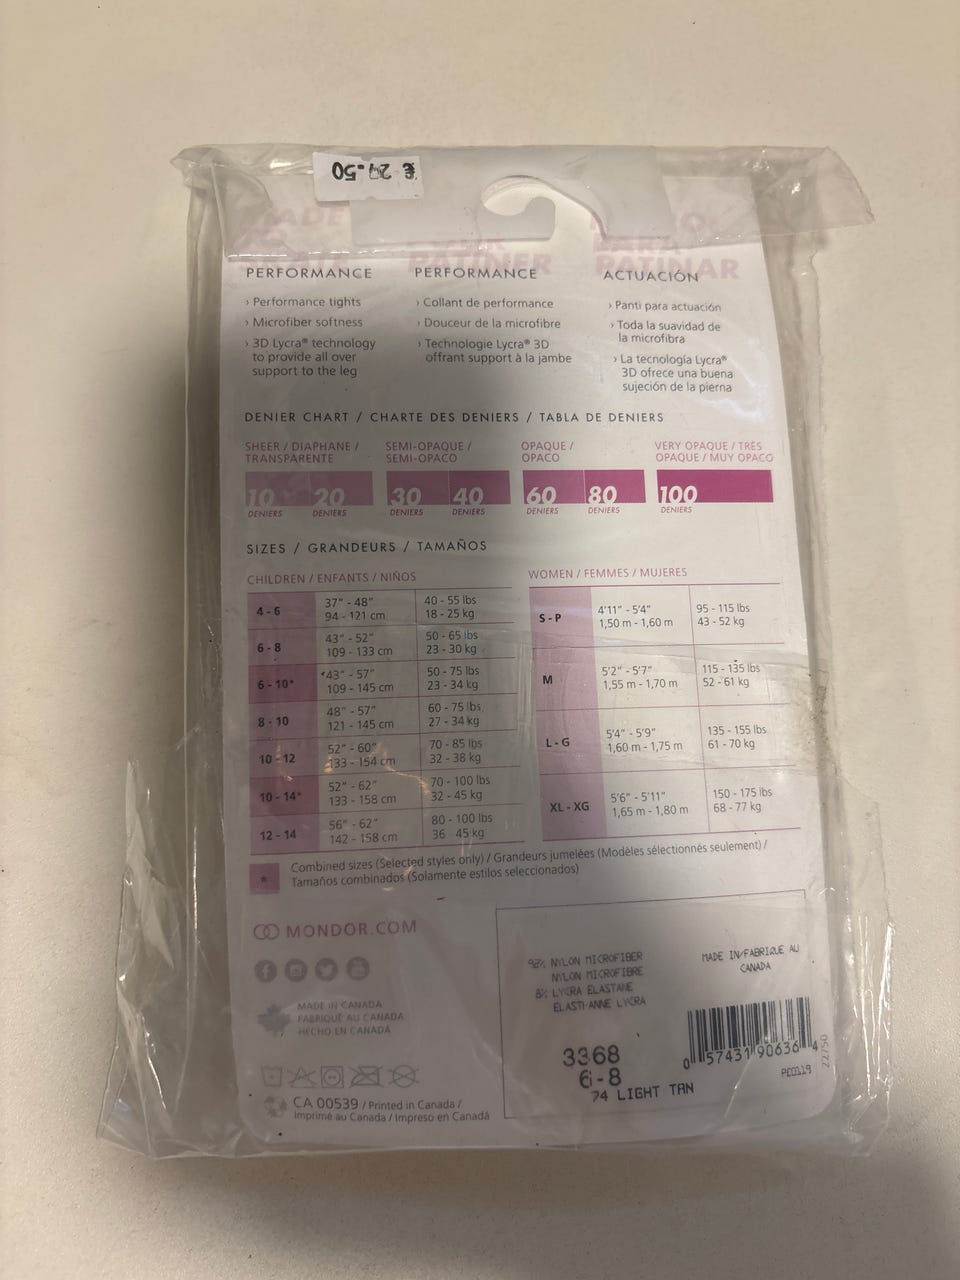 € 24.50
MADE
PATINER
PARA
PATINAR
PERFORMANCE
› Performance tights
› Microfiber softness
› 3D Lycra® technology
to provide all over
support to the leg
PERFORMANCE
› Collant de performance
› Douceur de la microfibre
› Technologie Lycra® 3D
offrant support à la jambe
ACTUACIÓN
› Panti para actuación
› Toda la suavidad de
la microfibra
› La tecnología Lycra®
3D ofrece una buena
sujeción de la pierna
DENIER CHART / CHARTE DES DENIERS / TABLA DE DENIERS
SHEER / DIAPHANE /
TRANSPARENTE
SEMI-OPAQUE /
SEMI-OPACO
OPAQUE /
OPACO
VERY OPAQUE / TRÈS
OPAQUE / MUY OPACO
10 20 30 40 60 80 100
DENIERS DENIERS DENIERS DENIERS DENIERS DENIERS DENIERS
SIZES / GRANDEURS / TAMAÑOS
CHILDREN / ENFANTS / NIÑOS
4 - 6 37" - 48" 40 - 55 lbs
94 - 121 cm 18 - 25 kg
6 - 8 43" - 52" 50 - 65 lbs
109 - 133 cm 23 - 30 kg
6 - 10* *43" - 57" 50 - 75 lbs
109 - 145 cm 23 - 34 kg
8 - 10 48" - 57" 60 - 75 lbs
121 - 145 cm 27 - 34 kg
10 - 12 52" - 60" 70 - 85 lbs
133 - 154 cm 32 - 38 kg
10 - 14* 52" - 62" 70 - 100 lbs
133 - 158 cm 32 - 45 kg
12 - 14 56" - 62" 80 - 100 lbs
142 - 158 cm 36 45 kg
WOMEN / FEMMES / MUJERES
S - P 4'11" - 5'4" 95 - 115 lbs
1,50 m - 1,60 m 43 - 52 kg
M 5'2" - 5'7" 115 - 135 lbs
1,55 m - 1,70 m 52 - 61 kg
L - G 5'4" - 5'9" 135 - 155 lbs
1,60 m - 1,75 m 61 - 70 kg
XL - XG 5'6" - 5'11" 150 - 175 lbs
1,65 m - 1,80 m 68 - 77 kg
* Combined sizes (Selected styles only) / Grandeurs jumelées (Modèles sélectionnés seulement) /
Tamaños combinados (Solamente estilos seleccionados)
MONDOR.COM
MADE IN CANADA
FABRIQUÉ AU CANADA
HECHO EN CANADÁ
CA 00539 / Printed in Canada /
Imprimé au Canada / Impreso en Canadá
92% NYLON MICROFIBER
NYLON MICROFIBRE
8% LYCRA ELASTANE
ELASTHANNE LYCRA
MADE IN/FABRIQUE AU
CANADA
3368
6-8
74 LIGHT TAN
0 57431 90636 4
PE0119
22750